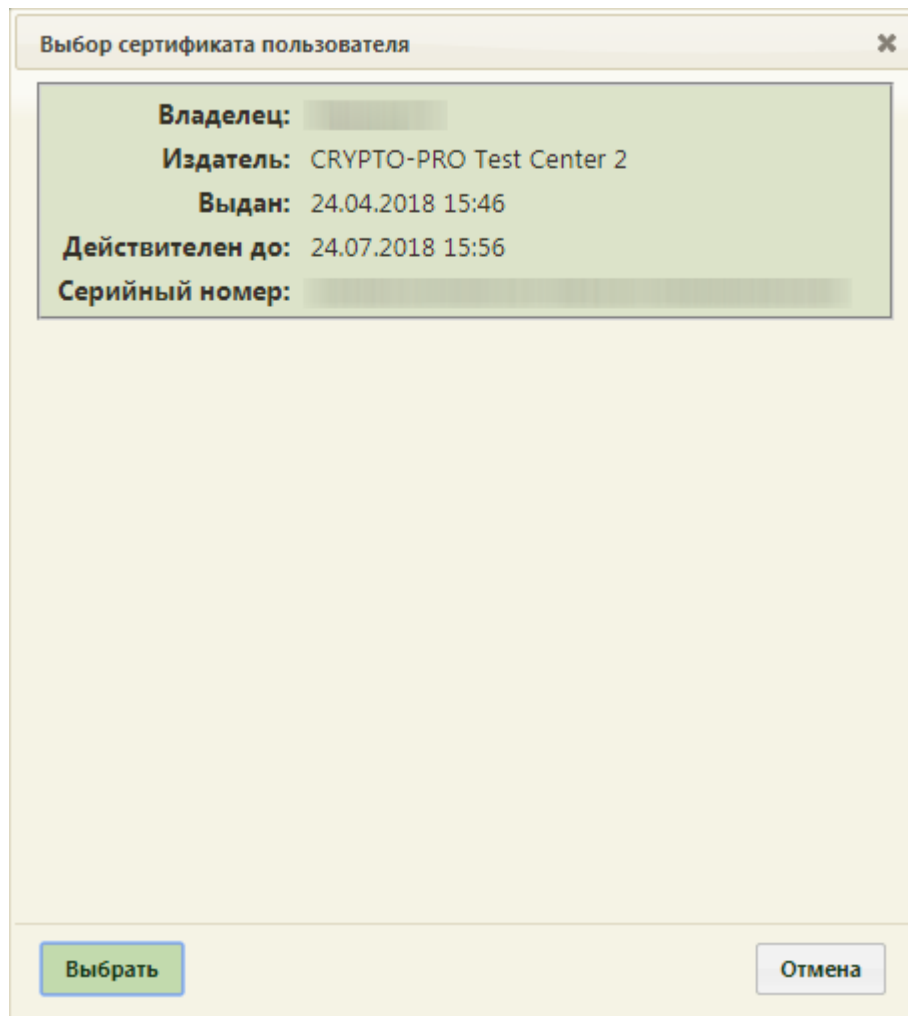 Выбор сертификата пользователя
Владелец:
Издатель: CRYPTO-PRO Test Center 2
Выдан: 24.04.2018 15:46
Действителен до: 24.07.2018 15:56
Серийный номер:
Выбрать Отмена